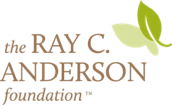 the RAY C.
ANDERSON
foundation™